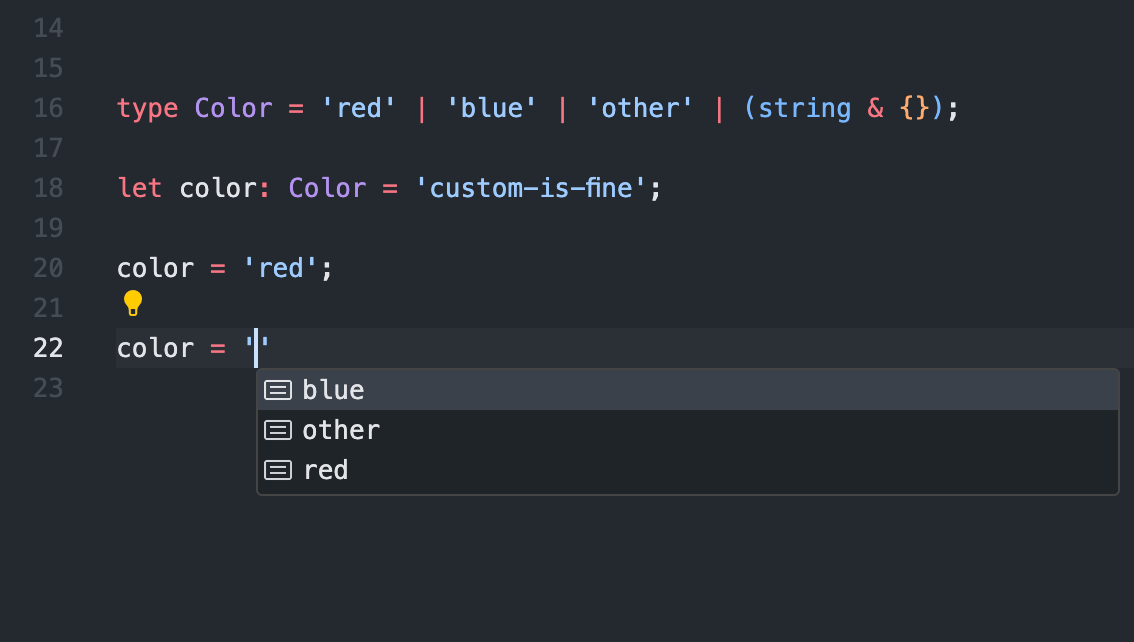 14
15
16 type Color = 'red' | 'blue' | 'other' | (string & {});
17
18 let color: Color = 'custom-is-fine';
19
20 color = 'red';
21
22 color = ''
23
blue
other
red